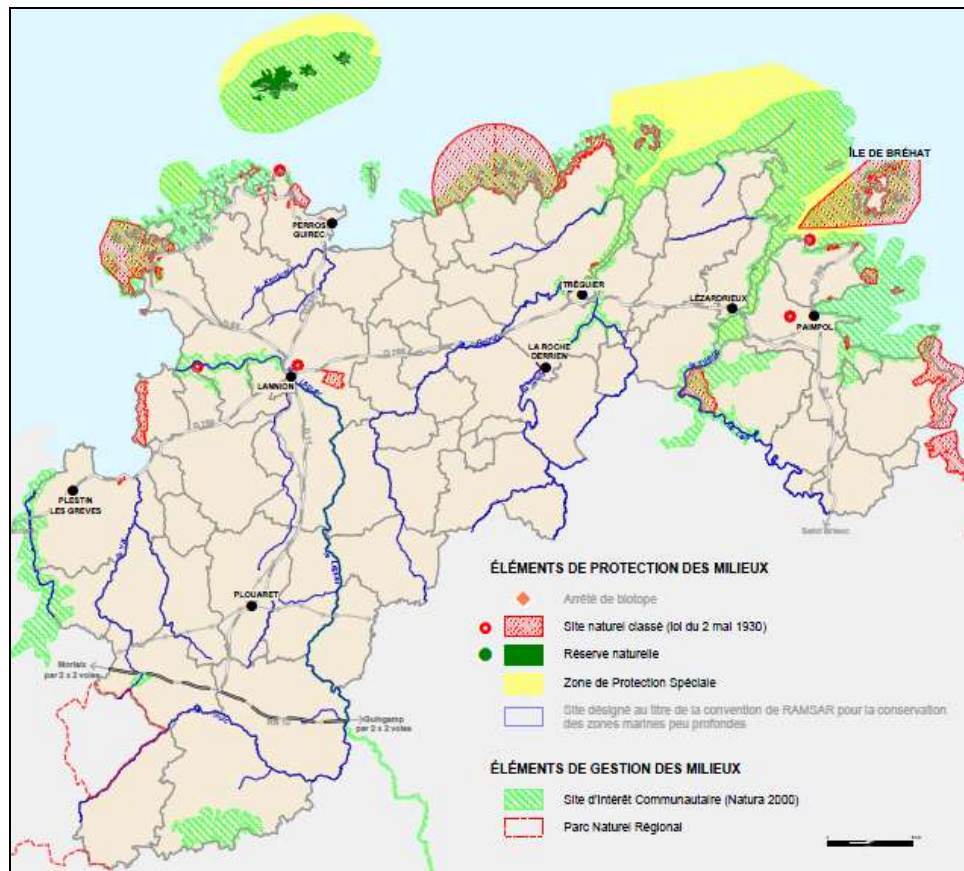 ÎLE DE BRÉHAT
PERROS
GUIREC
TRÉGUIER
LÉZARDRIEUX
PAIMPOL
LA ROCHE
DERRIEN
LANNION
PLESTIN
LES GREVES
Saint Brieuc
PLOUARET
Morlaix
par 2 x 2 voies
Guingamp
par 2 x 2 voies
ÉLÉMENTS DE PROTECTION DES MILIEUX
Arrêté de biotope
Site naturel classé (loi du 2 mai 1930)
Réserve naturelle
Zone de Protection Spéciale
Site désigné au titre de la convention de RAMSAR pour la conservation
des zones marines peu profondes
ÉLÉMENTS DE GESTION DES MILIEUX
Site d'Intérêt Communautaire (Natura 2000)
Parc Naturel Régional